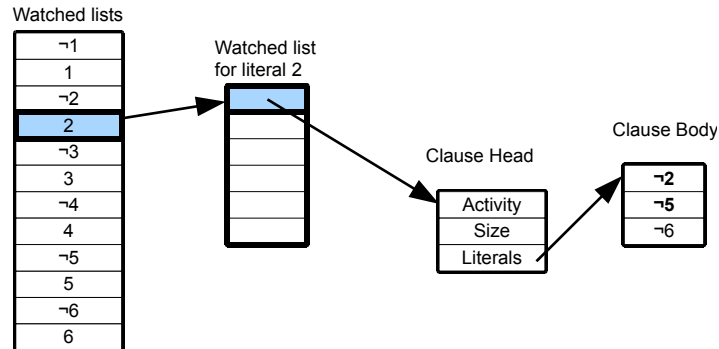 Watched lists
¬1
1
¬2
2
¬3
3
¬4
4
¬5
5
¬6
6
Watched list
for literal 2
Clause Head
Activity
Size
Literals
Clause Body
¬2
¬5
¬6